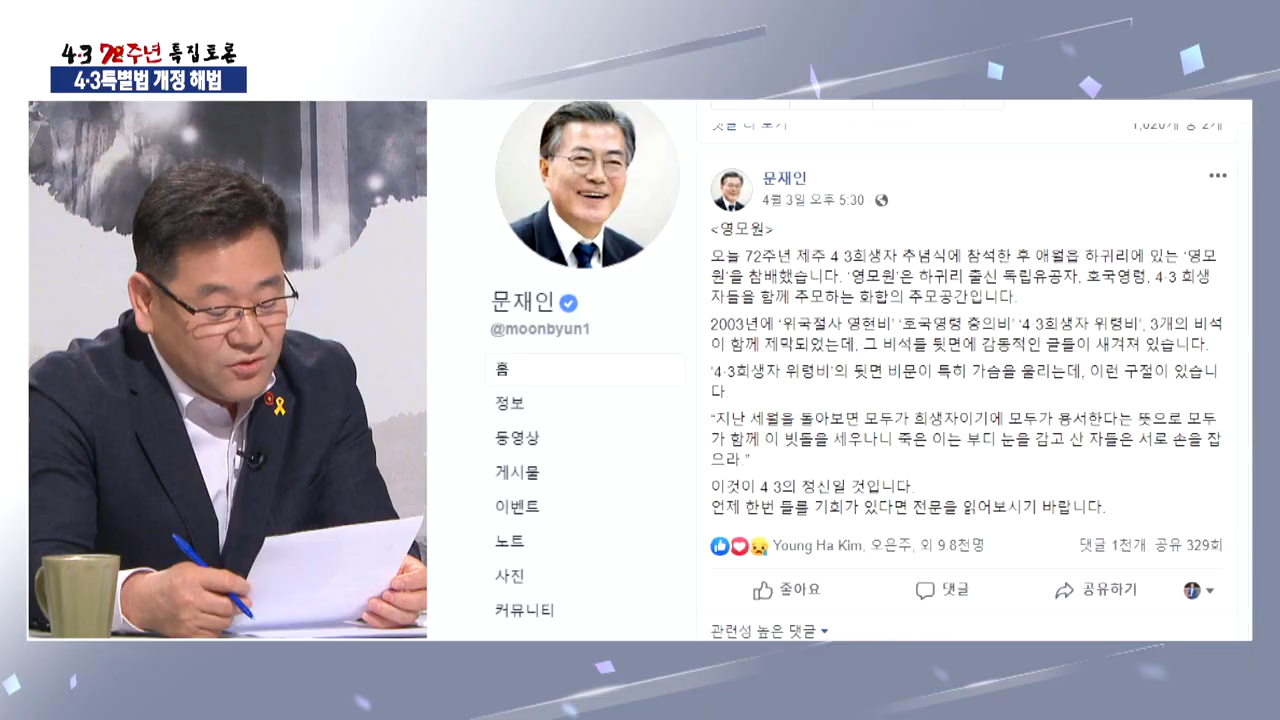 4·3 72주년 특집토론
4·3특별법 개정 해법
문재인
@moonbyun1
홈
정보
동영상
게시물
이벤트
노트
사진
커뮤니티
댓글 더 보기
문재인
4월 3일 오후 5:30
<영모원>
오늘 72주년 제주 4·3희생자 추념식에 참석한 후 애월읍 하귀리에 있는 ‘영모
원’을 참배했습니다. ‘영모원’은 하귀리 출신 독립유공자, 호국영령, 4·3 희생
자들을 함께 추모하는 화합의 추모공간입니다.
2003년에 ‘위국절사 영현비’ ‘호국영령 충의비’ ‘4·3희생자 위령비’, 3개의 비석
이 함께 제막되었는데, 그 비석들 뒷면에 감동적인 글들이 새겨져 있습니다.
‘4·3희생자 위령비’의 뒷면 비문이 특히 가슴을 울리는데, 이런 구절이 있습니
다.
“지난 세월을 돌아보면 모두가 희생자이기에 모두가 용서한다는 뜻으로 모두
가 함께 이 빗돌을 세우나니 죽은 이는 부디 눈을 감고 산 자들은 서로 손을 잡
으라.”
이것이 4·3의 정신일 것입니다.
언제 한번 들를 기회가 있다면 전문을 읽어보시기 바랍니다.
Young Ha Kim, 오은주, 외 9.8천명 댓글 1천개 공유 329회
좋아요 댓글 공유하기
관련성 높은 댓글